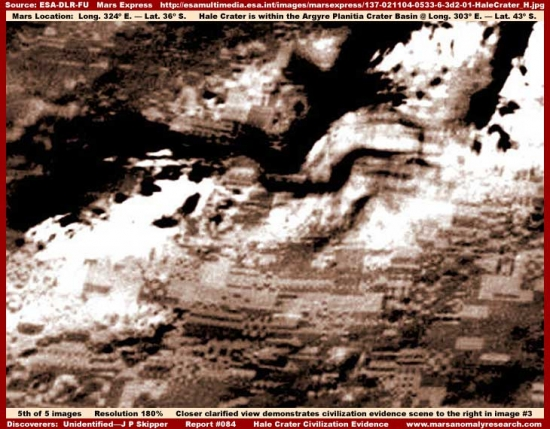 Source: ESA-DLR-FU Mars Express http://esamultimedia.esa.int/images/marsexpress/137-021104-0533-6-3d2-01-HaleCrater_H.jpg
Mars Location: Long. 324º E. — Lat. 36º S. Hale Crater is within the Argyre Planitia Crater Basin @ Long. 303º E. — Lat. 43º S.
5th of 5 images Resolution 180% Closer clarified view demonstrates civilization evidence scene to the right in image #3
Discoverers: Unidentified—J P Skipper Report #084 Hale Crater Civilization Evidence www.marsanomalyresearch.com